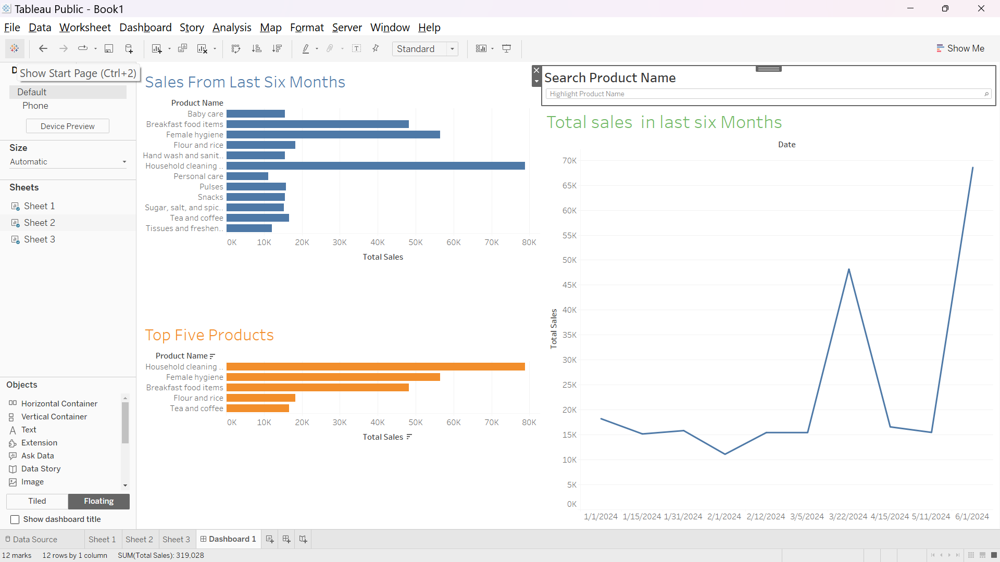 Tableau Public - Book1
File Data Worksheet Dashboard Story Analysis Map Format Server Window Help
Standard
Show Me
D
Show Start Page (Ctrl+2)
Default
Phone
Device Preview
Size
Automatic
Sheets
Sheet 1
Sheet 2
Sheet 3
Objects
Horizontal Container
Vertical Container
Text
Extension
Ask Data
Data Story
Image
Tiled Floating
Show dashboard title
Sales From Last Six Months
Product Name
Baby care
Breakfast food items
Female hygiene
Flour and rice
Hand wash and sanit..
Household cleaning ..
Personal care
Pulses
Snacks
Sugar, salt, and spic..
Tea and coffee
Tissues and freshen..
0K 10K 20K 30K 40K 50K 60K 70K 80K
Total Sales
Top Five Products
Product Name
Household cleaning ..
Female hygiene
Breakfast food items
Flour and rice
Tea and coffee
0K 10K 20K 30K 40K 50K 60K 70K 80K
Total Sales
Search Product Name
Highlight Product Name
Total sales in last six Months
Date
70K
65K
60K
55K
50K
45K
40K
35K
30K
25K
20K
15K
10K
5K
0K
Total Sales
1/1/2024 1/15/2024 1/31/2024 2/1/2024 2/12/2024 3/5/2024 3/22/2024 4/15/2024 5/11/2024 6/1/2024
Data Source Sheet 1 Sheet 2 Sheet 3 Dashboard 1
12 marks 12 rows by 1 column SUM(Total Sales): 319,028